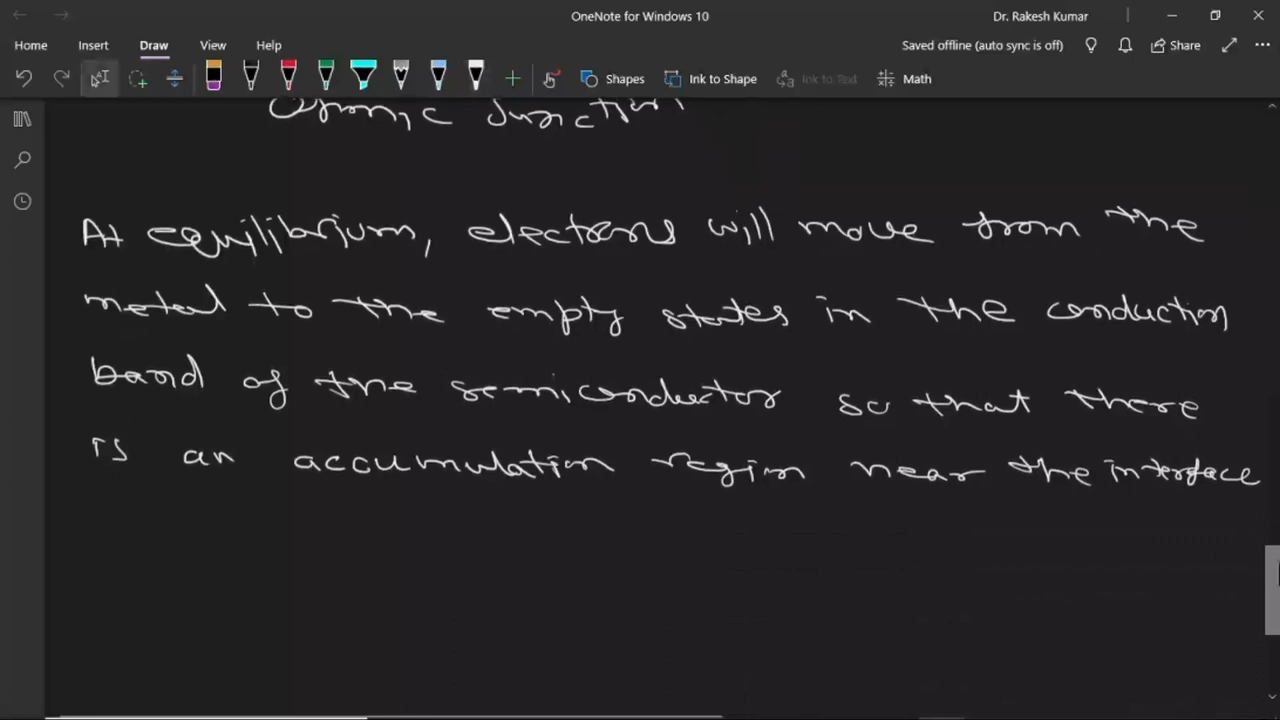 OneNote for Windows 10
Dr. Rakesh Kumar
Home Insert Draw View Help
Saved offline (auto sync is off)
Share
Shapes
Ink to Shape
Ink to Text
Math
Ohmic Junction
At equilibrium, electrons will move from the
metal to the empty states in the conduction
band of the semiconductor so that there
is an accumulation region near the interface